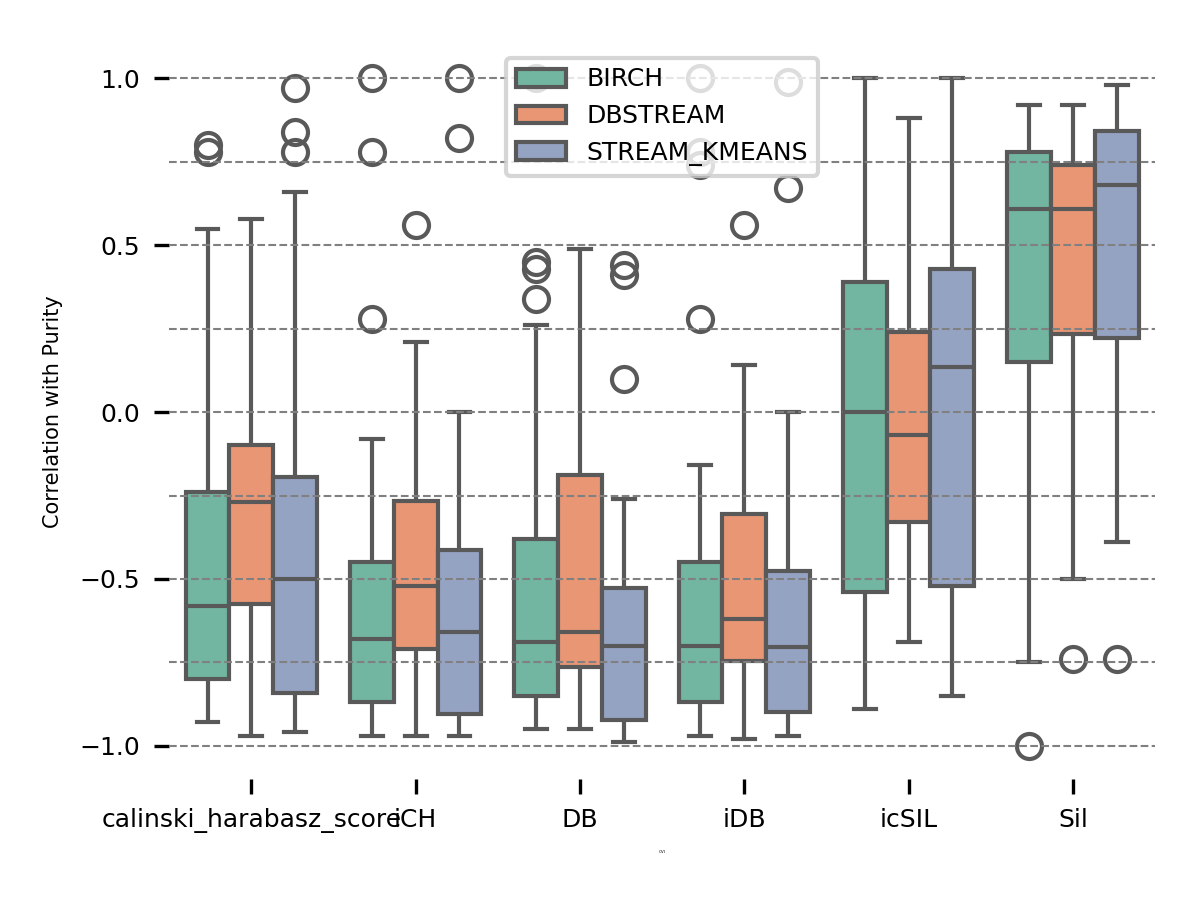 BIRCH
DBSTREAM
STREAM_KMEANS
1.0
0.5
0.0
−0.5
−1.0
Correlation with Purity
calinski_harabasz_score
iCH
DB
iDB
icSIL
Sil